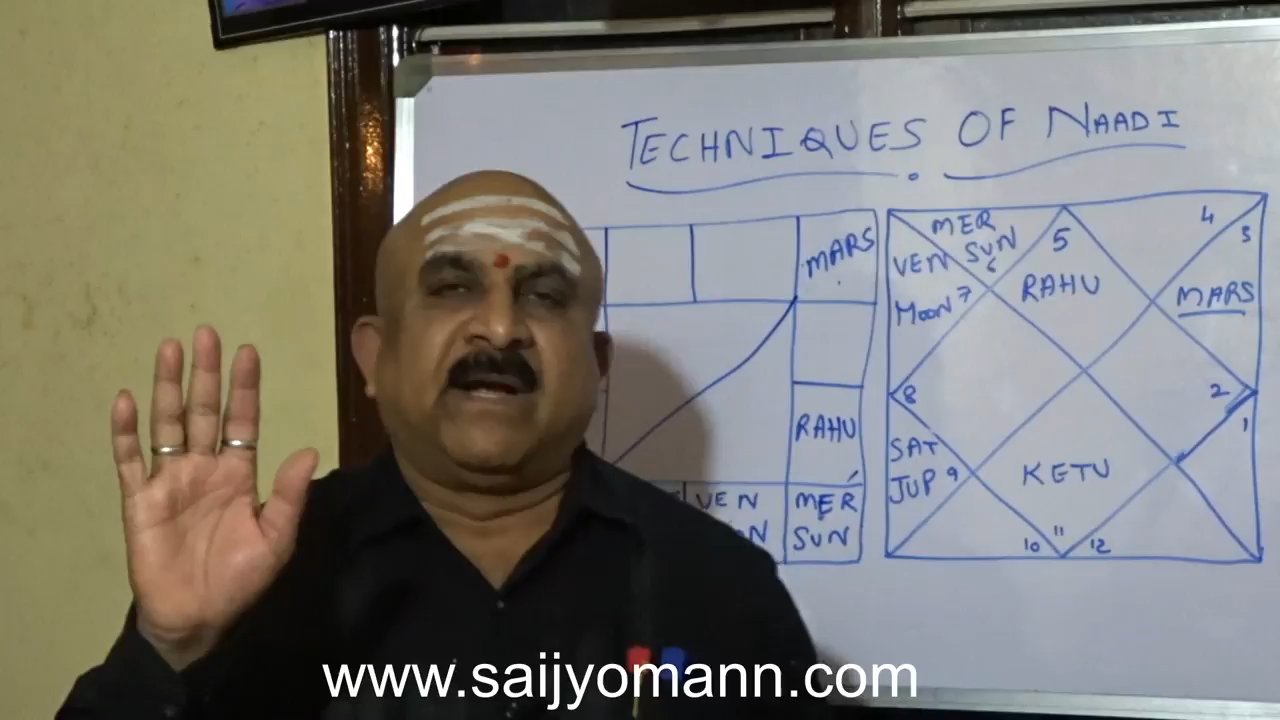 TECHNIQUES OF NAADI
MARS
RAHU
VEN
MER
SUN
MER
SUN
6
VEN
MOON 7
5
RAHU
4
3
MARS
8
2
1
SAT
JUP 9
KETU
10
11
12
www.saijyomann.com